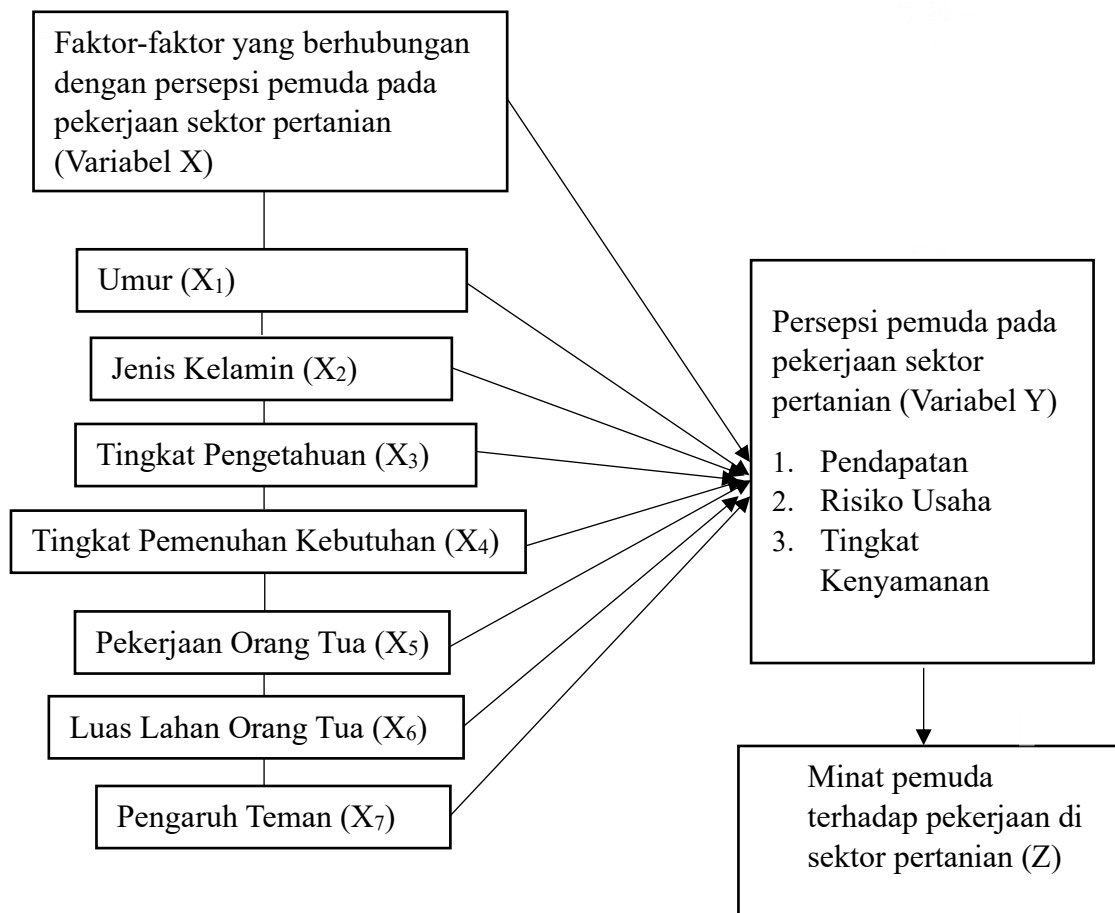 Faktor-faktor yang berhubungan
dengan persepsi pemuda pada
pekerjaan sektor pertanian
(Variabel X)
Umur (X₁)
Jenis Kelamin (X₂)
Tingkat Pengetahuan (X₃)
Tingkat Pemenuhan Kebutuhan (X₄)
Pekerjaan Orang Tua (X₅)
Luas Lahan Orang Tua (X₆)
Pengaruh Teman (X₇)
Persepsi pemuda pada
pekerjaan sektor
pertanian (Variabel Y)
1. Pendapatan
2. Risiko Usaha
3. Tingkat
Kenyamanan
Minat pemuda
terhadap pekerjaan di
sektor pertanian (Z)